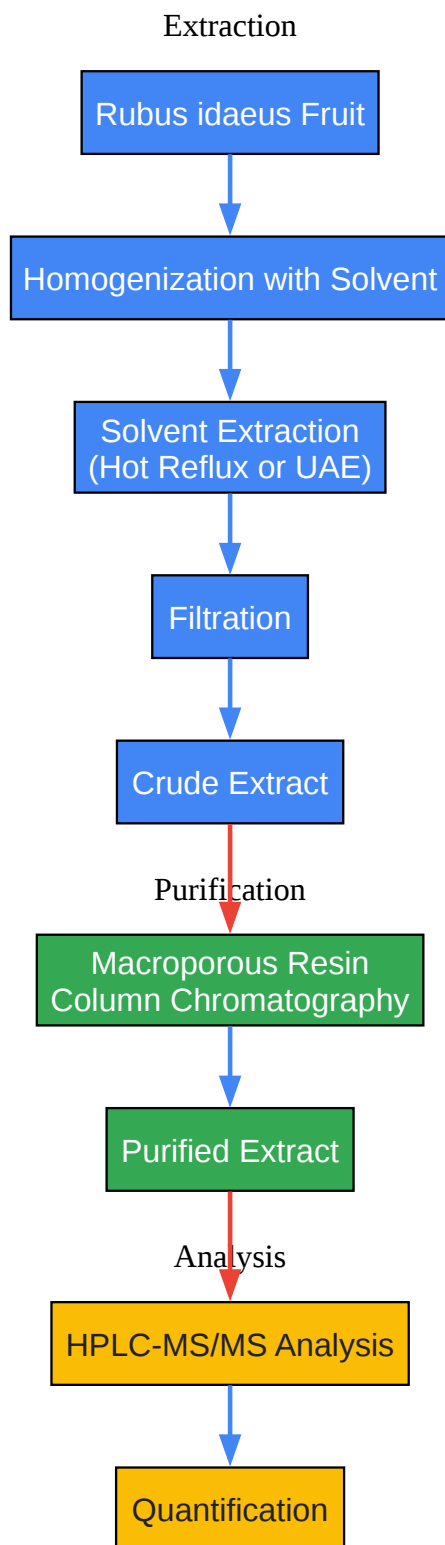 Extraction
Rubus idaeus Fruit
Homogenization with Solvent
Solvent Extraction
(Hot Reflux or UAE)
Filtration
Crude Extract
Purification
Macroporous Resin
Column Chromatography
Purified Extract
Analysis
HPLC-MS/MS Analysis
Quantification